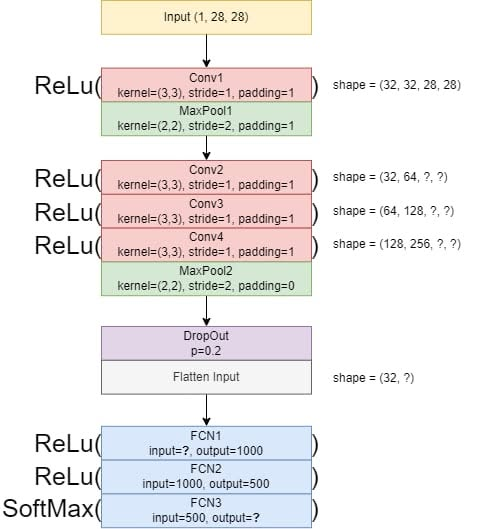 Input (1, 28, 28)
ReLu(
Conv1
kernel=(3,3), stride=1, padding=1
)
shape = (32, 32, 28, 28)
MaxPool1
kernel=(2,2), stride=2, padding=1
ReLu(
Conv2
kernel=(3,3), stride=1, padding=1
)
shape = (32, 64, ?, ?)
ReLu(
Conv3
kernel=(3,3), stride=1, padding=1
)
shape = (64, 128, ?, ?)
ReLu(
Conv4
kernel=(3,3), stride=1, padding=1
)
shape = (128, 256, ?, ?)
MaxPool2
kernel=(2,2), stride=2, padding=0
DropOut
p=0.2
Flatten Input
shape = (32, ?)
ReLu(
FCN1
input=?, output=1000
)
ReLu(
FCN2
input=1000, output=500
)
SoftMax(
FCN3
input=500, output=?
)